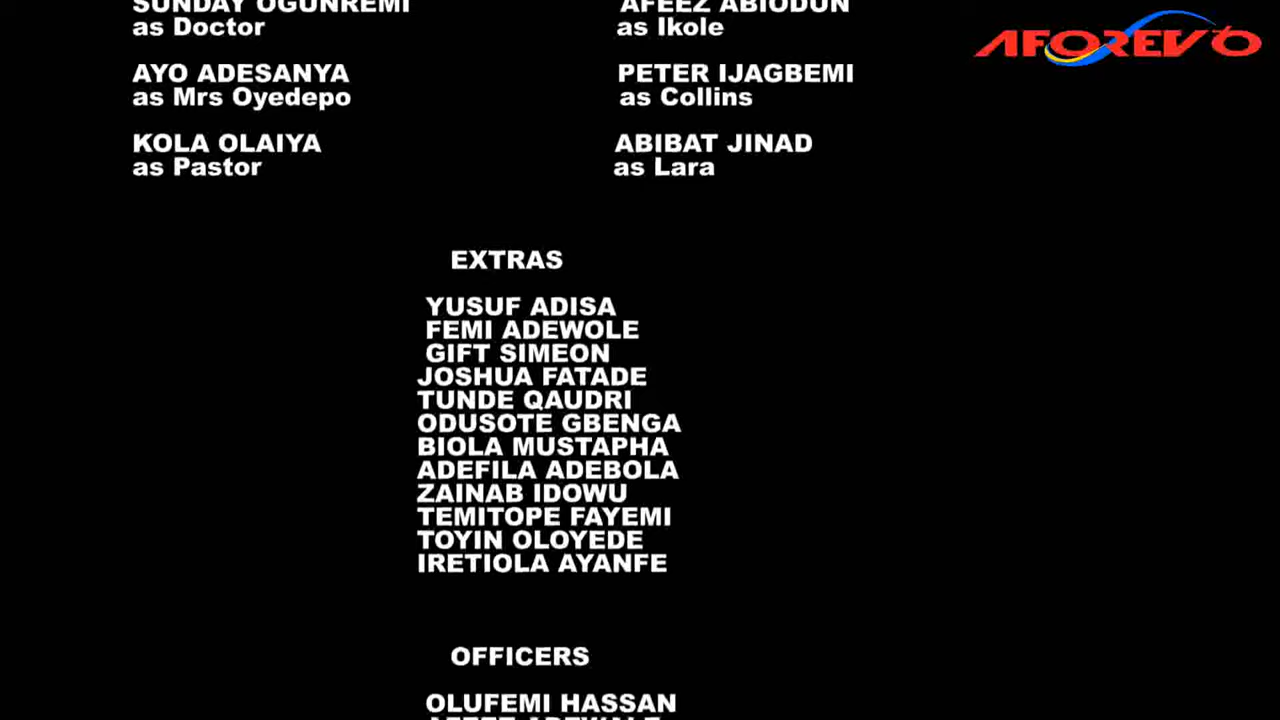 SUNDAY OGUNREMI
as Doctor
AFEEZ ABIODUN
as Ikole
AYO ADESANYA
as Mrs Oyedepo
PETER IJAGBEMI
as Collins
KOLA OLAIYA
as Pastor
ABIBAT JINAD
as Lara
EXTRAS
YUSUF ADISA
FEMI ADEWOLE
GIFT SIMEON
JOSHUA FATADE
TUNDE QAUDRI
ODUSOTE GBENGA
BIOLA MUSTAPHA
ADEFILA ADEBOLA
ZAINAB IDOWU
TEMITOPE FAYEMI
TOYIN OLOYEDE
IRETIOLA AYANFE
OFFICERS
OLUFEMI HASSAN
AFOREVO